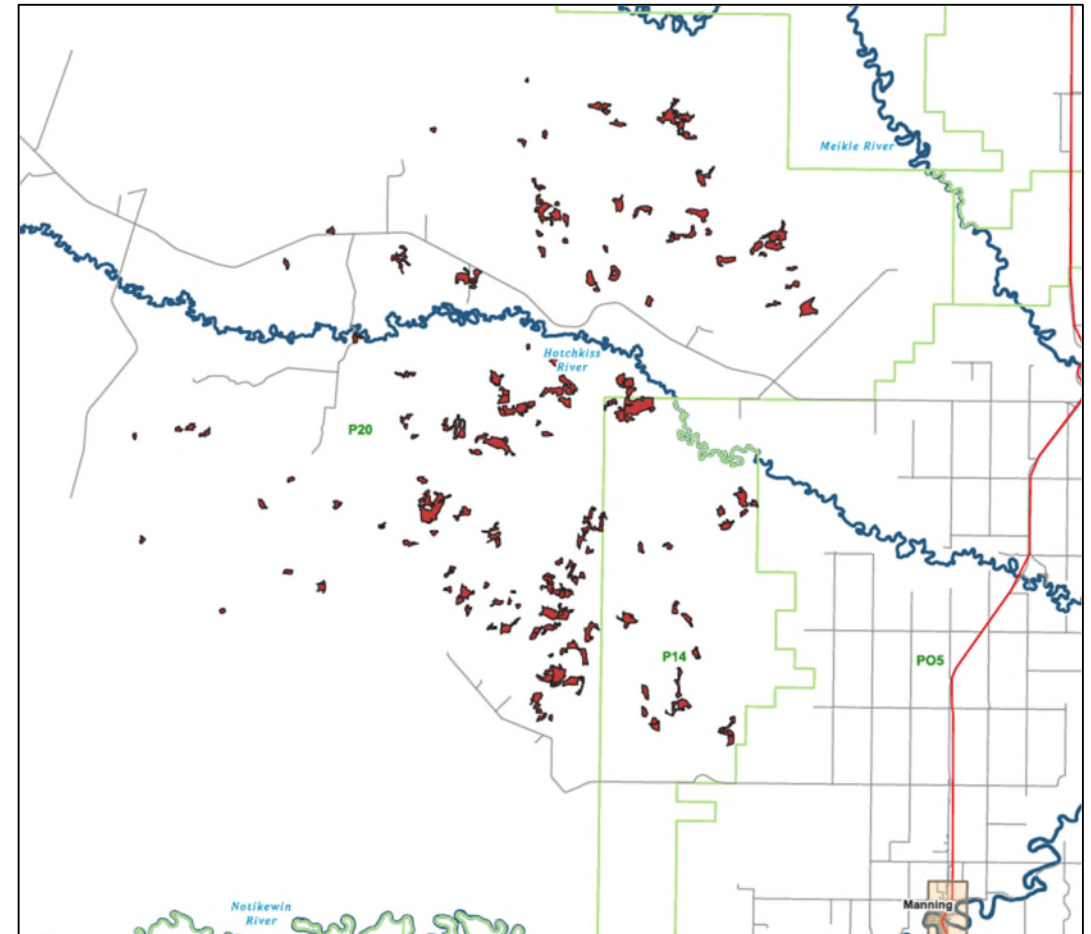 Meikle River
Hotchkiss
River
P20
P14
PO5
Manning
Notikewin
River